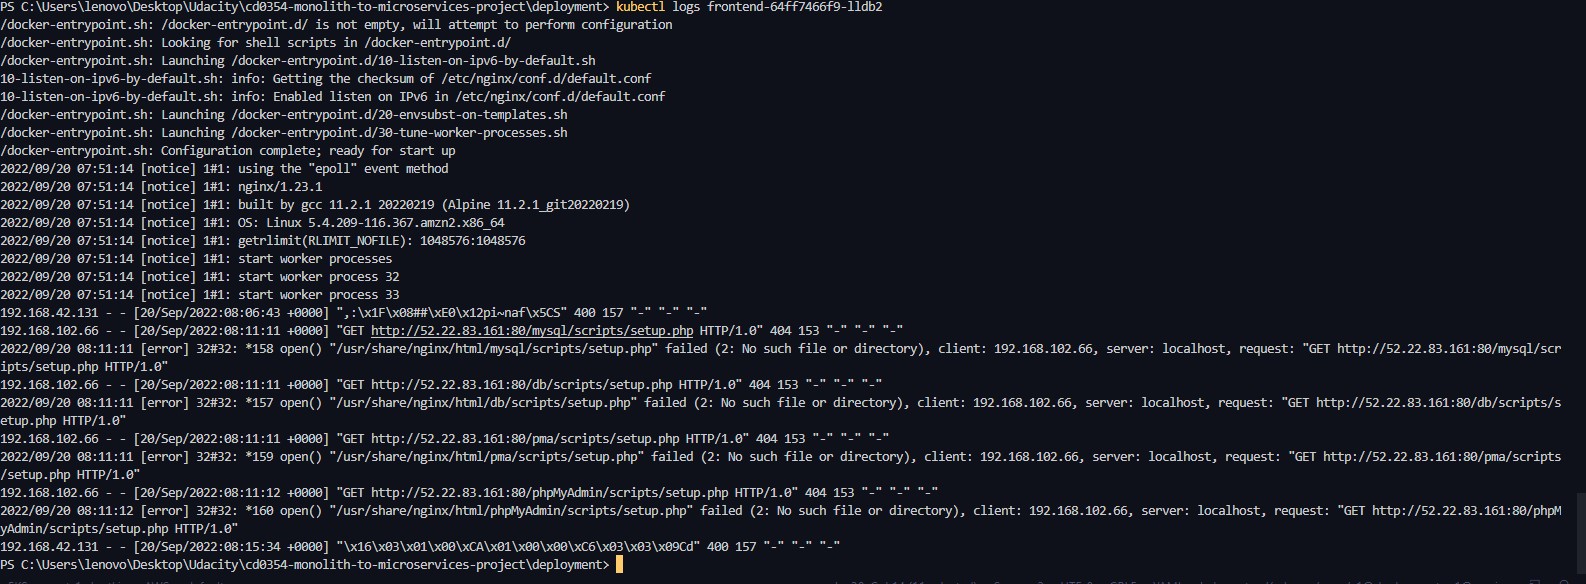 PS C:\Users\lenovo\Desktop\Udacity\cd0354-monolith-to-microservices-project\deployment> kubectl logs frontend-64ff7466f9-lldb2
/docker-entrypoint.sh: /docker-entrypoint.d/ is not empty, will attempt to perform configuration
/docker-entrypoint.sh: Looking for shell scripts in /docker-entrypoint.d/
/docker-entrypoint.sh: Launching /docker-entrypoint.d/10-listen-on-ipv6-by-default.sh
10-listen-on-ipv6-by-default.sh: info: Getting the checksum of /etc/nginx/conf.d/default.conf
10-listen-on-ipv6-by-default.sh: info: Enabled listen on IPv6 in /etc/nginx/conf.d/default.conf
/docker-entrypoint.sh: Launching /docker-entrypoint.d/20-envsubst-on-templates.sh
/docker-entrypoint.sh: Launching /docker-entrypoint.d/30-tune-worker-processes.sh
/docker-entrypoint.sh: Configuration complete; ready for start up
2022/09/20 07:51:14 [notice] 1#1: using the "epoll" event method
2022/09/20 07:51:14 [notice] 1#1: nginx/1.23.1
2022/09/20 07:51:14 [notice] 1#1: built by gcc 11.2.1 20220219 (Alpine 11.2.1_git20220219)
2022/09/20 07:51:14 [notice] 1#1: OS: Linux 5.4.209-116.367.amzn2.x86_64
2022/09/20 07:51:14 [notice] 1#1: getrlimit(RLIMIT_NOFILE): 1048576:1048576
2022/09/20 07:51:14 [notice] 1#1: start worker processes
2022/09/20 07:51:14 [notice] 1#1: start worker process 32
2022/09/20 07:51:14 [notice] 1#1: start worker process 33
192.168.42.131 - - [20/Sep/2022:08:06:43 +0000] ",:\x1F\x08##\xE0\x12pi~naf\x5CS" 400 157 "-" "-" "-"
192.168.102.66 - - [20/Sep/2022:08:11:11 +0000] "GET http://52.22.83.161:80/mysql/scripts/setup.php HTTP/1.0" 404 153 "-" "-" "-"
2022/09/20 08:11:11 [error] 32#32: *158 open() "/usr/share/nginx/html/mysql/scripts/setup.php" failed (2: No such file or directory), client: 192.168.102.66, server: localhost, request: "GET http://52.22.83.161:80/mysql/scr
ipts/setup.php HTTP/1.0"
192.168.102.66 - - [20/Sep/2022:08:11:11 +0000] "GET http://52.22.83.161:80/db/scripts/setup.php HTTP/1.0" 404 153 "-" "-" "-"
2022/09/20 08:11:11 [error] 32#32: *157 open() "/usr/share/nginx/html/db/scripts/setup.php" failed (2: No such file or directory), client: 192.168.102.66, server: localhost, request: "GET http://52.22.83.161:80/db/scripts/s
etup.php HTTP/1.0"
192.168.102.66 - - [20/Sep/2022:08:11:11 +0000] "GET http://52.22.83.161:80/pma/scripts/setup.php HTTP/1.0" 404 153 "-" "-" "-"
2022/09/20 08:11:11 [error] 32#32: *159 open() "/usr/share/nginx/html/pma/scripts/setup.php" failed (2: No such file or directory), client: 192.168.102.66, server: localhost, request: "GET http://52.22.83.161:80/pma/scripts
/setup.php HTTP/1.0"
192.168.102.66 - - [20/Sep/2022:08:11:12 +0000] "GET http://52.22.83.161:80/phpMyAdmin/scripts/setup.php HTTP/1.0" 404 153 "-" "-" "-"
2022/09/20 08:11:12 [error] 32#32: *160 open() "/usr/share/nginx/html/phpMyAdmin/scripts/setup.php" failed (2: No such file or directory), client: 192.168.102.66, server: localhost, request: "GET http://52.22.83.161:80/phpM
yAdmin/scripts/setup.php HTTP/1.0"
192.168.42.131 - - [20/Sep/2022:08:15:34 +0000] "\x16\x03\x01\x00\xCA\x01\x00\x00\xC6\x03\x03\x09Cd" 400 157 "-" "-" "-"
PS C:\Users\lenovo\Desktop\Udacity\cd0354-monolith-to-microservices-project\deployment>